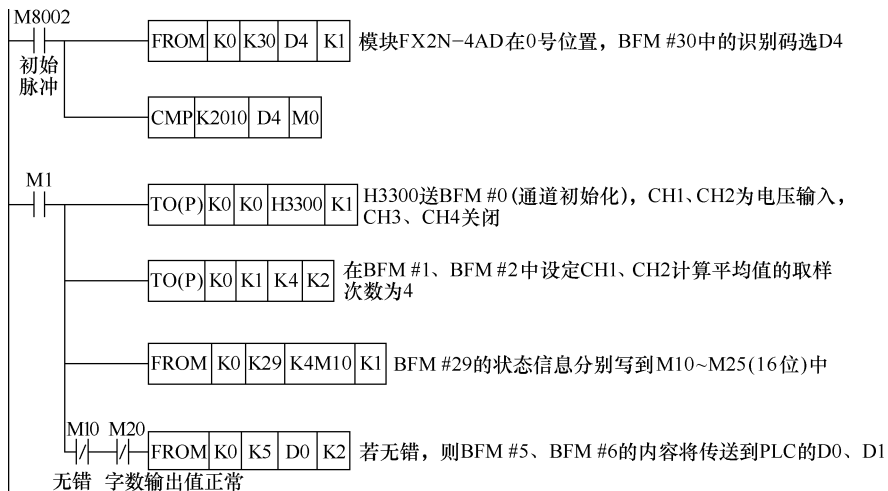 M8002
FROM K0 K30 D4 K1 模块FX2N-4AD在0号位置，BFM #30中的识别码选D4
初始
脉冲
CMP K2010 D4 M0
M1
TO(P) K0 K0 H3300 K1 H3300送BFM #0(通道初始化)，CH1、CH2为电压输入，
CH3、CH4关闭
TO(P) K0 K1 K4 K2 在BFM #1、BFM #2中设定CH1、CH2计算平均值的取样
次数为4
FROM K0 K29 K4M10 K1 BFM #29的状态信息分别写到M10~M25(16位)中
M10 M20
FROM K0 K5 D0 K2 若无错，则BFM #5、BFM #6的内容将传送到PLC的D0、D1
无错 字数输出值正常